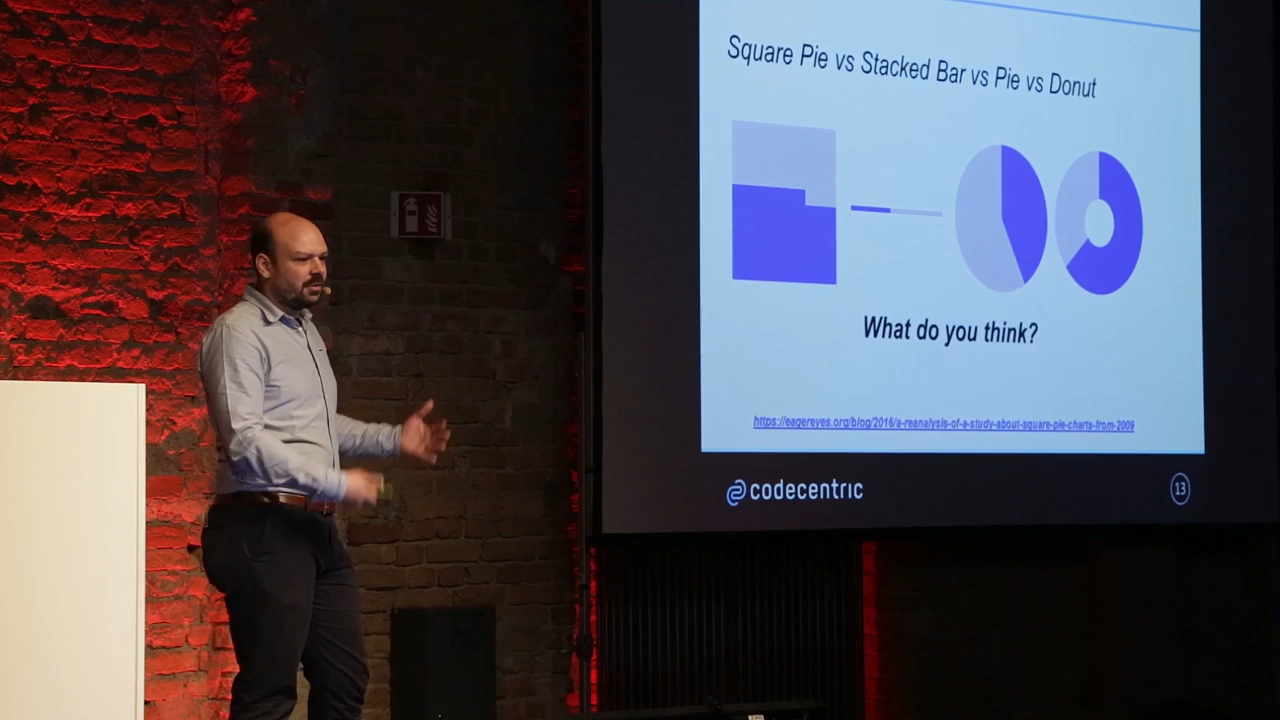 Square Pie vs Stacked Bar vs Pie vs Donut
What do you think?
https://eagereyes.org/blog/2016/a-reanalysis-of-a-study-about-square-pie-charts-from-2009
codecentric
13